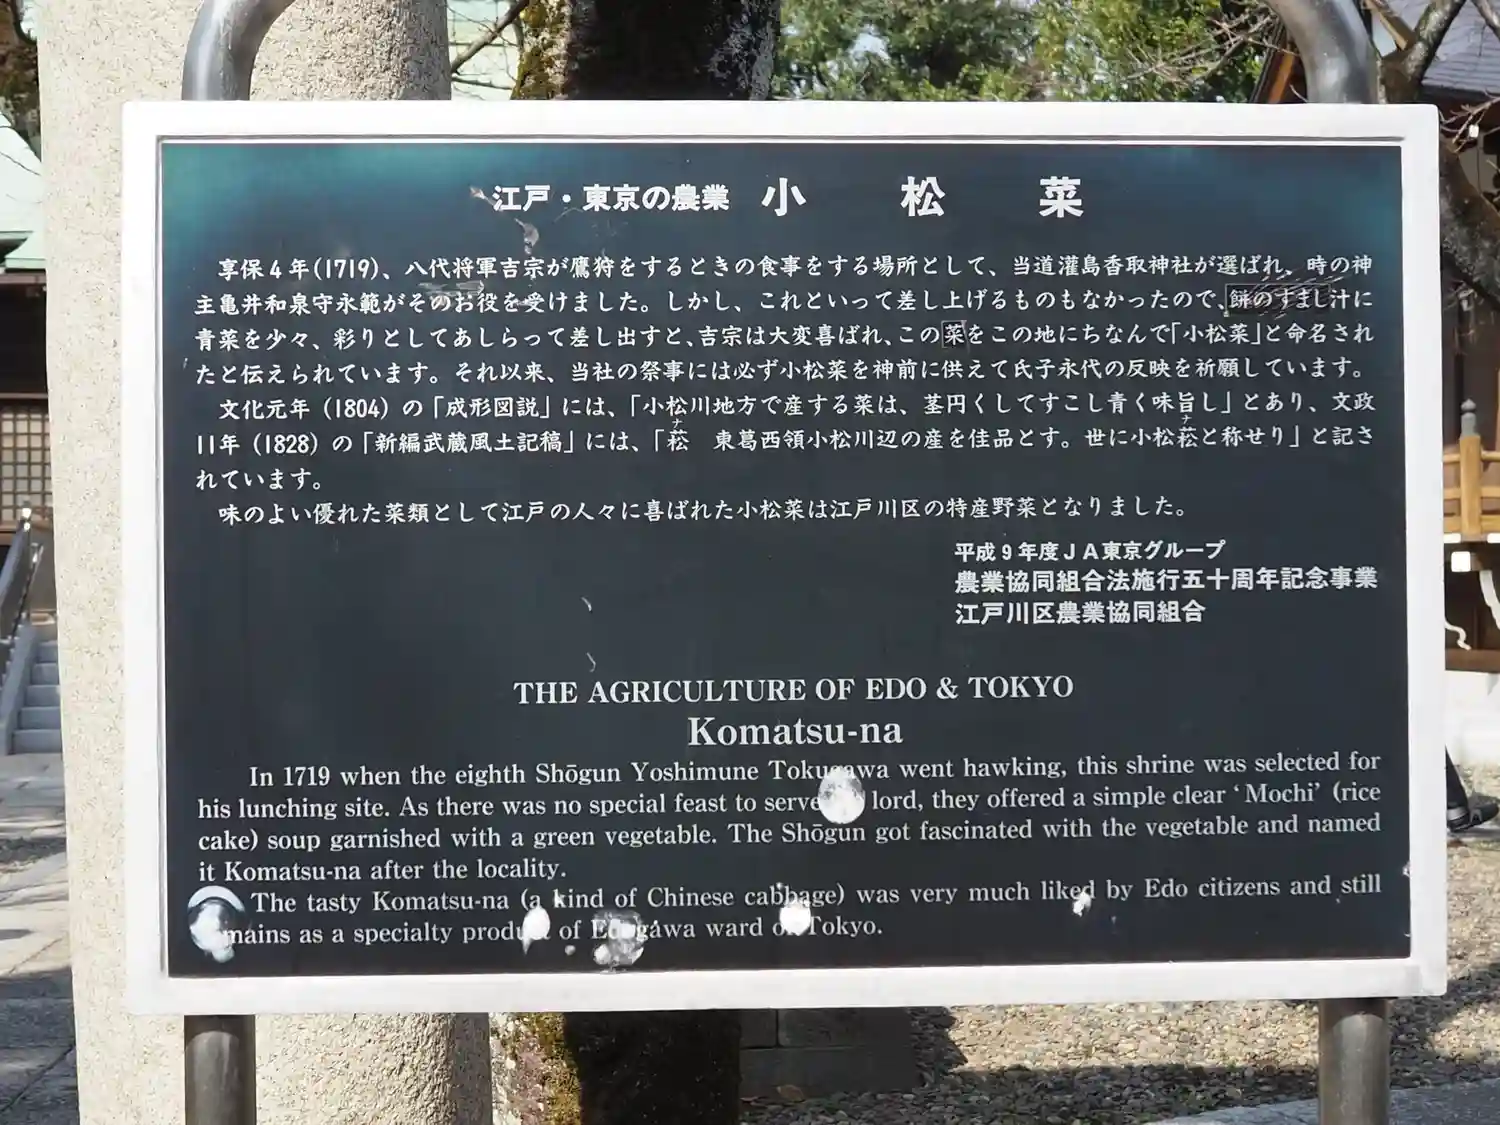 江戸・東京の農業 小松菜
享保4年(1719)、八代将軍吉宗が鷹狩をするときの食事をする場所として、当道灌島香取神社が選ばれ、時の神
主亀井和泉守永範がそのお役を受けました。しかし、これといって差し上げるものもなかったので、餅のすまし汁に
青菜を少々、彩りとしてあしらって差し出すと、吉宗は大変喜ばれ、この菜をこの地にちなんで「小松菜」と命名され
たと伝えられています。それ以来、当社の祭事には必ず小松菜を神前に供えて氏子永代の反映を祈願しています。
文化元年(1804)の「成形図説」には、「小松川地方で産する菜は、茎円くしてすこし青く味旨し」とあり、文政
11年(1828)の「新編武蔵風土記稿」には、「菘 東葛西領小松川辺の産を佳品とす。世に小松菘と称せり」と記さ
れています。
味のよい優れた菜類として江戸の人々に喜ばれた小松菜は江戸川区の特産野菜となりました。
平成9年度JA東京グループ
農業協同組合法施行五十周年記念事業
江戸川区農業協同組合
THE AGRICULTURE OF EDO & TOKYO
Komatsu-na
In 1719 when the eighth Shōgun Yoshimune Tokugawa went hawking, this shrine was selected for
his lunching site. As there was no special feast to serve lord, they offered a simple clear 'Mochi' (rice
cake) soup garnished with a green vegetable. The Shōgun got fascinated with the vegetable and named
it Komatsu-na after the locality.
The tasty Komatsu-na (a kind of Chinese cabbage) was very much liked by Edo citizens and still
mains as a specialty product of Edogawa ward of Tokyo.